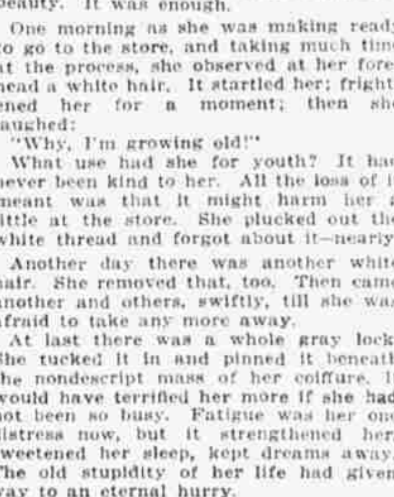 beauty. It was enough.
One morning as she was making ready
to go to the store, and taking much time
at the process, she observed at her fore-
head a white hair. It startled her; fright-
ened her for a moment; then she
laughed:
"Why, I'm growing old!"
What use had she for youth? It had
never been kind to her. All the loss of it
meant was that it might harm her a
little at the store. She plucked out the
white thread and forgot about it—nearly.
Another day there was another white
hair. She removed that, too. Then came
another and others, swiftly, till she was
afraid to take any more away.
At last there was a whole gray lock.
She tucked it in and pinned it beneath
the nondescript mass of her coiffure. It
would have terrified her more if she had
not been so busy. Fatigue was her one
distress now, but it strengthened her,
sweetened her sleep, kept dreams away.
The old stupidity of her life had given
way to an eternal hurry.